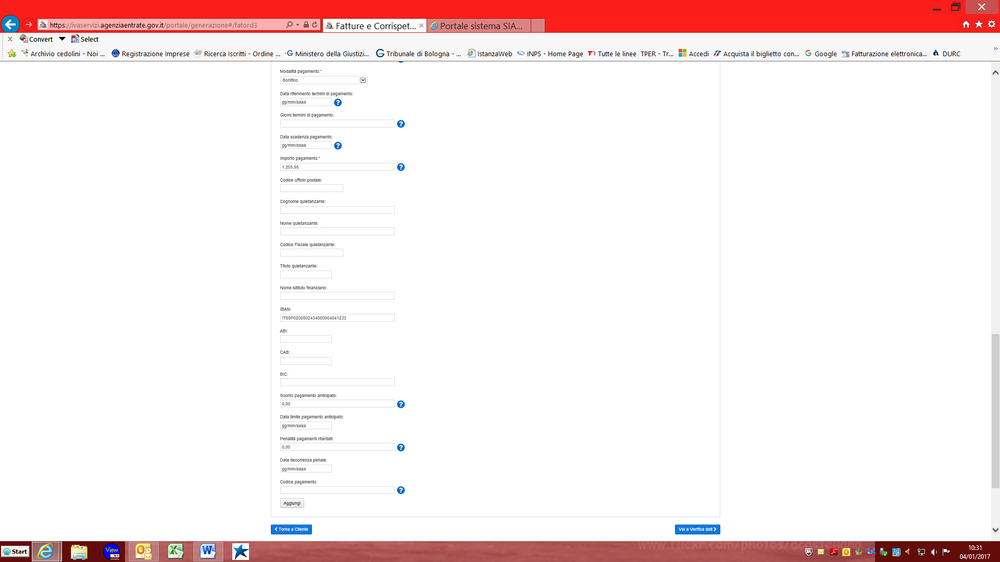 https://ivaservizi.agenziaentrate.gov.it/portale/generazione#/fatord3
Fatture e Corrispet...
Portale sistema SIA...
Convert
Select
Archivio cedolini - Noi ...
Registrazione Imprese
Ricerca Iscritti - Ordine ...
Ministero della Giustizi...
Tribunale di Bologna - ...
IstanzaWeb
INPS - Home Page
Tutte le linee TPER - Tr...
Accedi
Acquista il biglietto con...
Google
Fatturazione elettronica...
DURC
Modalità pagamento:*
Bonifico
Data riferimento termini di pagamento:
gg/mm/aaaa
Giorni termini di pagamento:
Data scadenza pagamento:
gg/mm/aaaa
Importo pagamento:*
1.205,95
Codice ufficio postale:
Cognome quietanzante:
Nome quietanzante:
Codice Fiscale quietanzante:
Titolo quietanzante:
Nome istituto finanziario:
IBAN:
IT65P0200802434000004041233
ABI:
CAB:
BIC:
Sconto pagamento anticipato:
0,00
Data limite pagamento anticipato:
gg/mm/aaaa
Penalità pagamenti ritardati:
0,00
Data decorrenza penale:
gg/mm/aaaa
Codice pagamento:
Aggiungi
Torna a Cliente
Vai a Verifica dati
Start
View
N1
10:31
04/01/2017